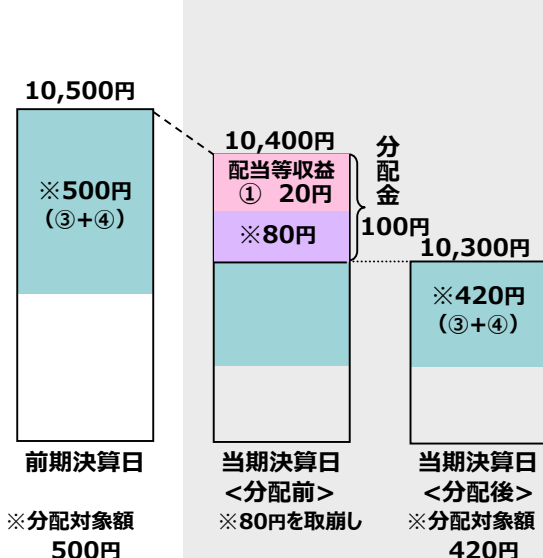 10,500円
※500円
（③+④）
前期決算日
※分配対象額
500円
10,400円
配当等収益
① 20円
※80円
分配金
100円
当期決算日
<分配前>
※80円を取崩し
10,300円
※420円
（③+④）
当期決算日
<分配後>
※分配対象額
420円